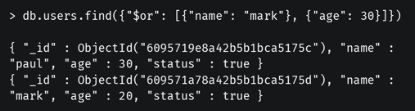 > db.users.find({"$or": [{"name": "mark"}, {"age": 30}]})
{ "_id" : ObjectId("6095719e8a42b5b1bca5175c"), "name" :
"paul", "age" : 30, "status" : true }
{ "_id" : ObjectId("609571a78a42b5b1bca5175d"), "name" :
"mark", "age" : 20, "status" : true }